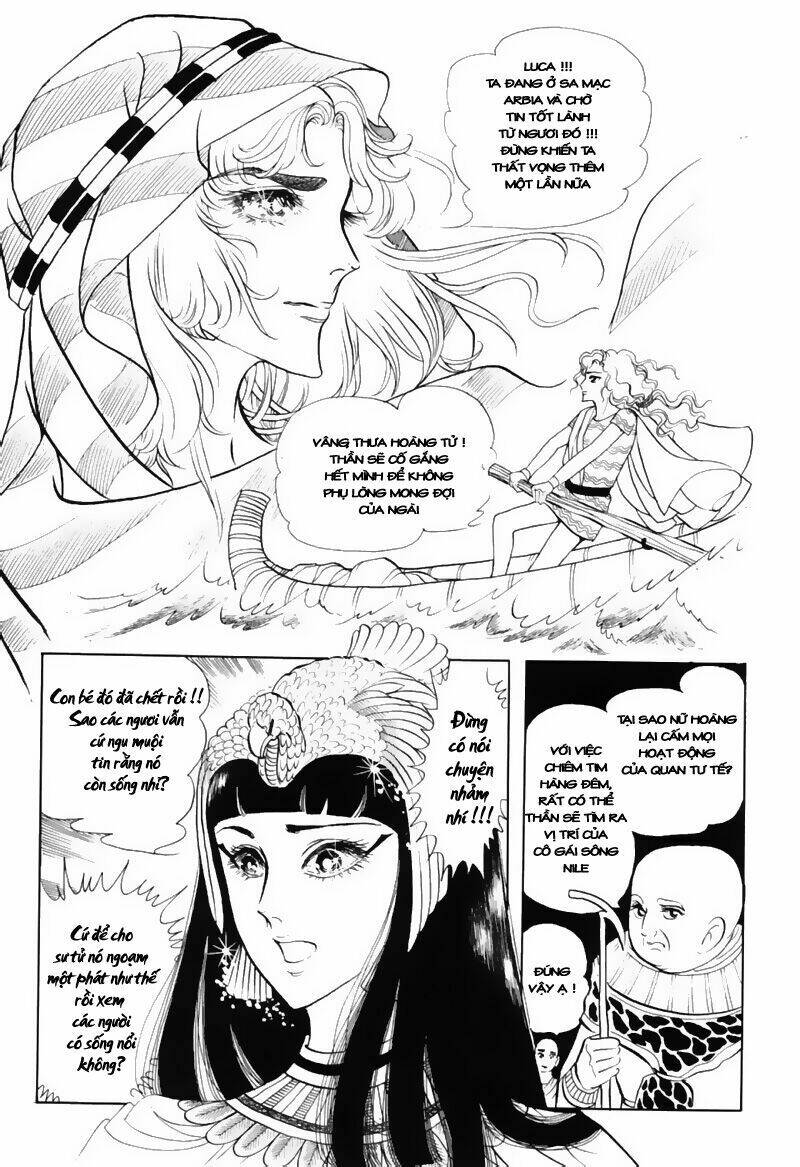 LUCA !!!
TA ĐANG Ở SA MẠC
ARBIA VÀ CHỜ
TIN TỐT LÀNH
TỪ NGƯƠI ĐÓ !!!
ĐỪNG KHIẾN TA
THẤT VỌNG THÊM
MỘT LẦN NỮA
VÂNG THƯA HOÀNG TỬ !
THẦN SẼ CỐ GẮNG
HẾT MÌNH ĐỂ KHÔNG
PHỤ LÒNG MONG ĐỢI
CỦA NGÀI
Con bé đó đã chết rồi !!
Sao các ngươi vẫn
cứ ngu muội
tin rằng nó
còn sống nhỉ?
Đừng
có nói
chuyện
nhảm
nhí !!!
Cứ để cho
sư tử nó ngoạm
một phát như thế
rồi xem
các người
có sống nổi
không?
TẠI SAO NỮ HOÀNG
LẠI CẤM MỌI
HOẠT ĐỘNG
CỦA QUAN TƯ TẾ?
VỚI VIỆC
CHIÊM TIM
HÀNG ĐÊM,
RẤT CÓ THỂ
THẦN SẼ TÌM RA
VỊ TRÍ CỦA
CÔ GÁI SÔNG
NILE
ĐÚNG
VẬY Ạ !